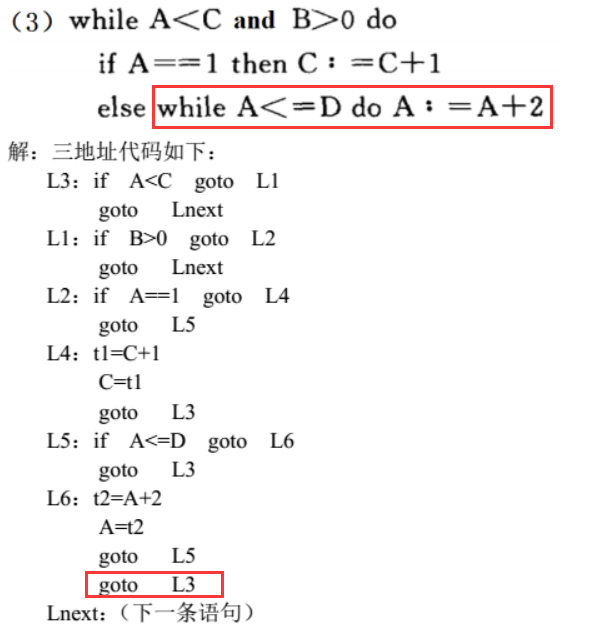 (3) while A<C and B>0 do
if A==1 then C:=C+1
else while A<=D do A:=A+2
解：三地址代码如下：
L3：if A<C goto L1
goto Lnext
L1：if B>0 goto L2
goto Lnext
L2：if A==1 goto L4
goto L5
L4：t1=C+1
C=t1
goto L3
L5：if A<=D goto L6
goto L3
L6：t2=A+2
A=t2
goto L5
goto L3
Lnext：（下一条语句）